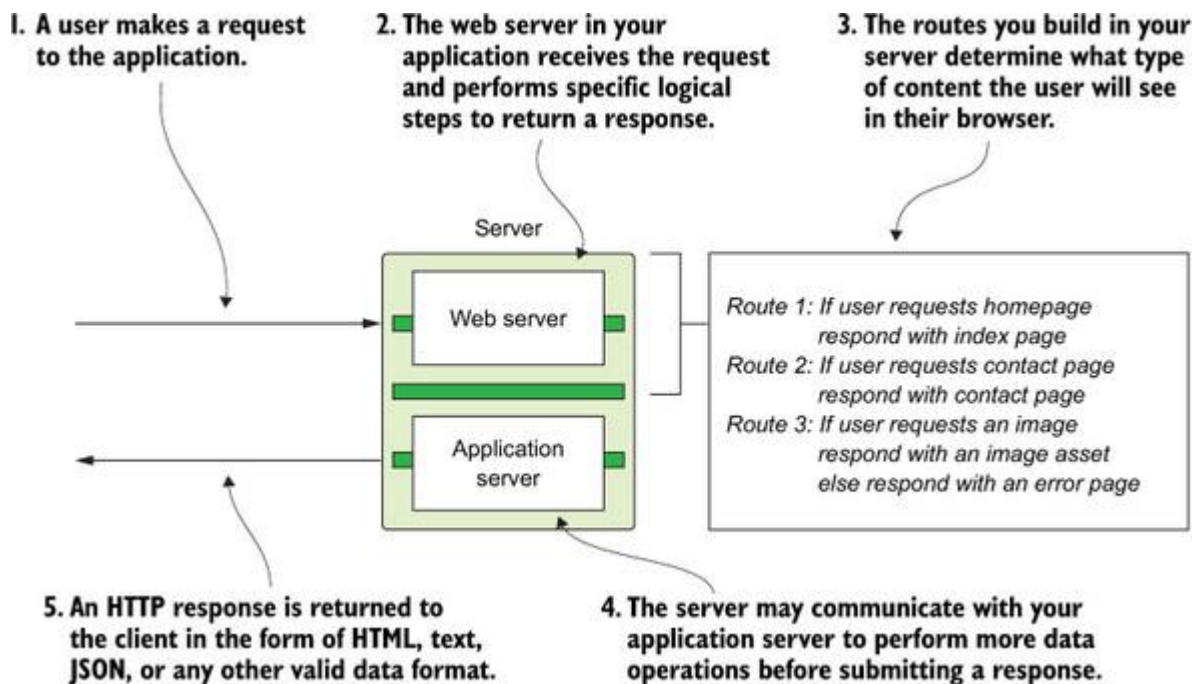 1. A user makes a request
to the application.
2. The web server in your
application receives the request
and performs specific logical
steps to return a response.
3. The routes you build in your
server determine what type
of content the user will see
in their browser.
Server
Web server
Application
server
Route 1: If user requests homepage
respond with index page
Route 2: If user requests contact page
respond with contact page
Route 3: If user requests an image
respond with an image asset
else respond with an error page
5. An HTTP response is returned to
the client in the form of HTML, text,
JSON, or any other valid data format.
4. The server may communicate with your
application server to perform more data
operations before submitting a response.